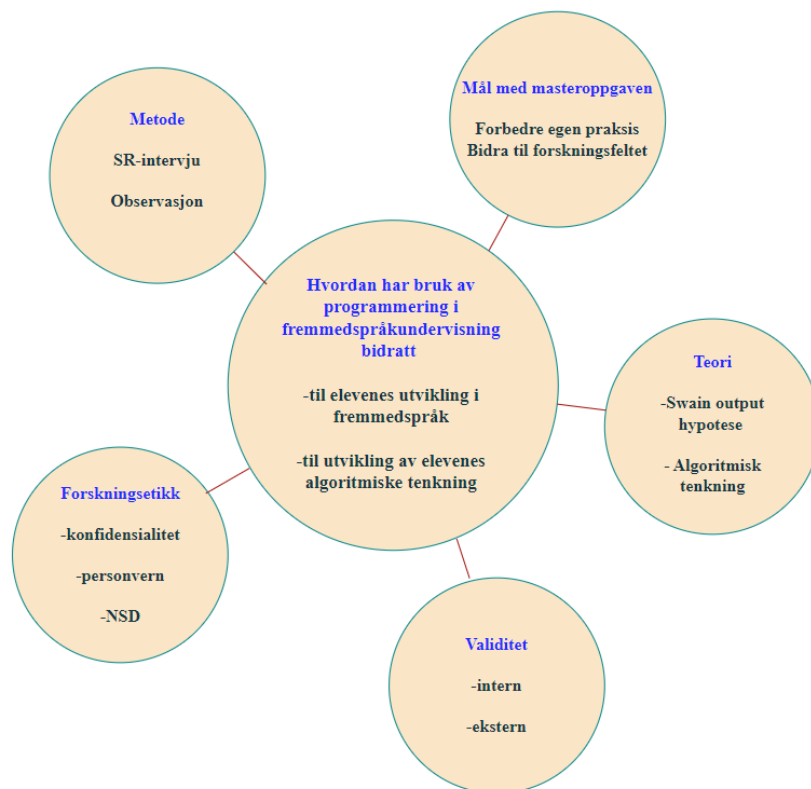 Metode
SR-intervju
Observasjon
Mål med masteroppgaven
Forbedre egen praksis
Bidra til forskningsfeltet
Hvordan har bruk av
programmering i
fremmedspråkundervisning
bidratt
-til elevenes utvikling i
fremmedspråk
-til utvikling av elevenes
algoritmiske tenkning
Teori
-Swain output
hypotese
- Algoritmisk
tenkning
Forskningsetikk
-konfidensialitet
-personvern
-NSD
Validitet
-intern
-ekstern